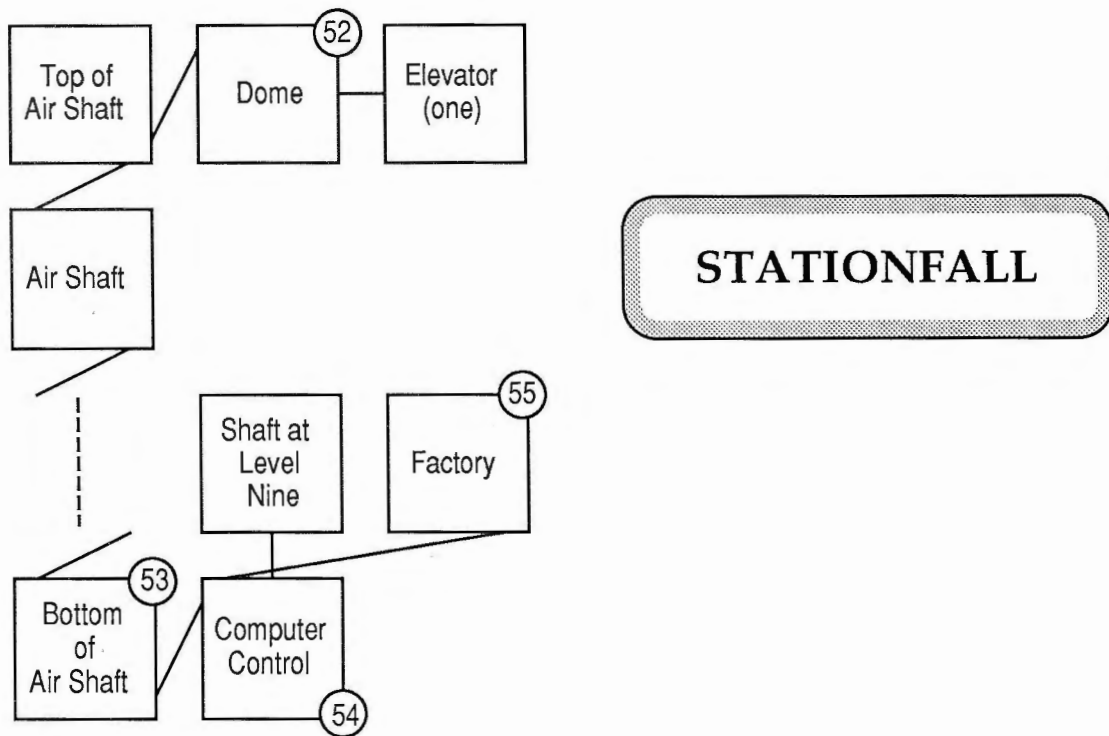 Top of
Air Shaft
52
Dome
Elevator
(one)
Air Shaft
STATIONFALL
Shaft at
Level
Nine
55
Factory
53
Bottom
of
Air Shaft
Computer
Control
54